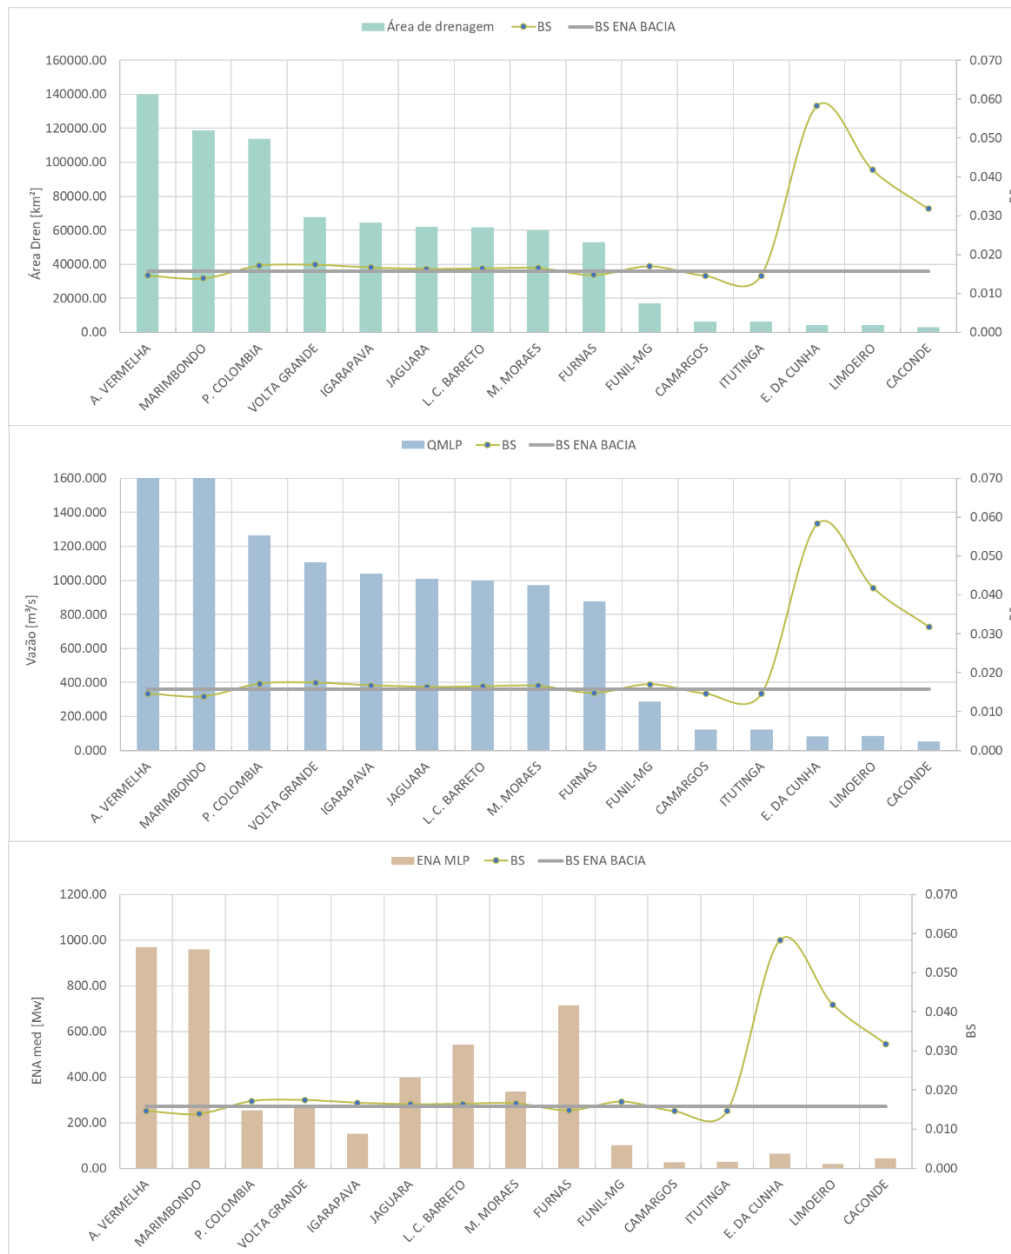 Área de drenagem BS BS ENA BACIA
160000.00
140000.00
120000.00
100000.00
80000.00
60000.00
40000.00
20000.00
0.00
Área Dren [km²]
0.070
0.060
0.050
0.040
0.030
0.020
0.010
0.000
A. VERMELHA
MARIMBONDO
P. COLOMBIA
VOLTA GRANDE
IGARAPAVA
JAGUARA
L. C. BARRETO
M. MORAES
FURNAS
FUNIL-MG
CAMARGOS
ITUTINGA
E. DA CUNHA
LIMOEIRO
CACONDE
QMLP BS BS ENA BACIA
1600.000
1400.000
1200.000
1000.000
800.000
600.000
400.000
200.000
0.000
Vazão [m³/s]
0.070
0.060
0.050
0.040
0.030
0.020
0.010
0.000
A. VERMELHA
MARIMBONDO
P. COLOMBIA
VOLTA GRANDE
IGARAPAVA
JAGUARA
L. C. BARRETO
M. MORAES
FURNAS
FUNIL-MG
CAMARGOS
ITUTINGA
E. DA CUNHA
LIMOEIRO
CACONDE
ENA MLP BS BS ENA BACIA
1200.00
1000.00
800.00
600.00
400.00
200.00
0.00
ENA med [Mw]
0.070
0.060
0.050
0.040
0.030
0.020
0.010
0.000
BS
A. VERMELHA
MARIMBONDO
P. COLOMBIA
VOLTA GRANDE
IGARAPAVA
JAGUARA
L. C. BARRETO
M. MORAES
FURNAS
FUNIL-MG
CAMARGOS
ITUTINGA
E. DA CUNHA
LIMOEIRO
CACONDE